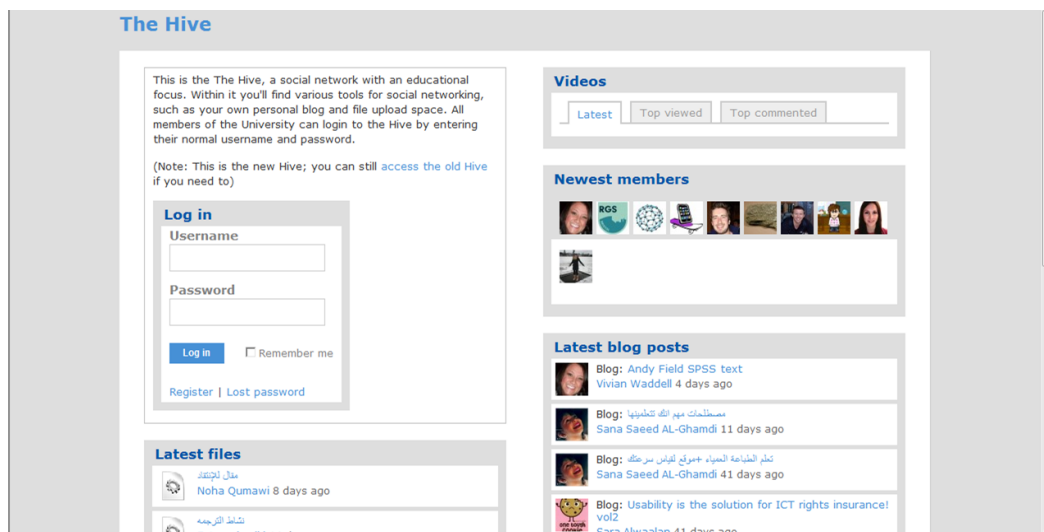 The Hive
This is the The Hive, a social network with an educational
focus. Within it you'll find various tools for social networking,
such as your own personal blog and file upload space. All
members of the University can login to the Hive by entering
their normal username and password.
(Note: This is the new Hive; you can still access the old Hive
if you need to)
Log in
Username
Password
Log in
Remember me
Register | Lost password
Latest files
مقال للإنتقاد
Noha Qumawi 8 days ago
نشاط الترجمه
Videos
Latest
Top viewed
Top commented
Newest members
RGS
Latest blog posts
Blog: Andy Field SPSS text
Vivian Waddell 4 days ago
Blog: مصطلحات مهم انك تتعلمينها
Sana Saeed AL-Ghamdi 11 days ago
Blog: تعلم الطباعة العمياء +موقع لقياس سرعتك
Sana Saeed AL-Ghamdi 41 days ago
Blog: Usability is the solution for ICT rights insurance!
vol2
Sara Alwaalan 41 days ago